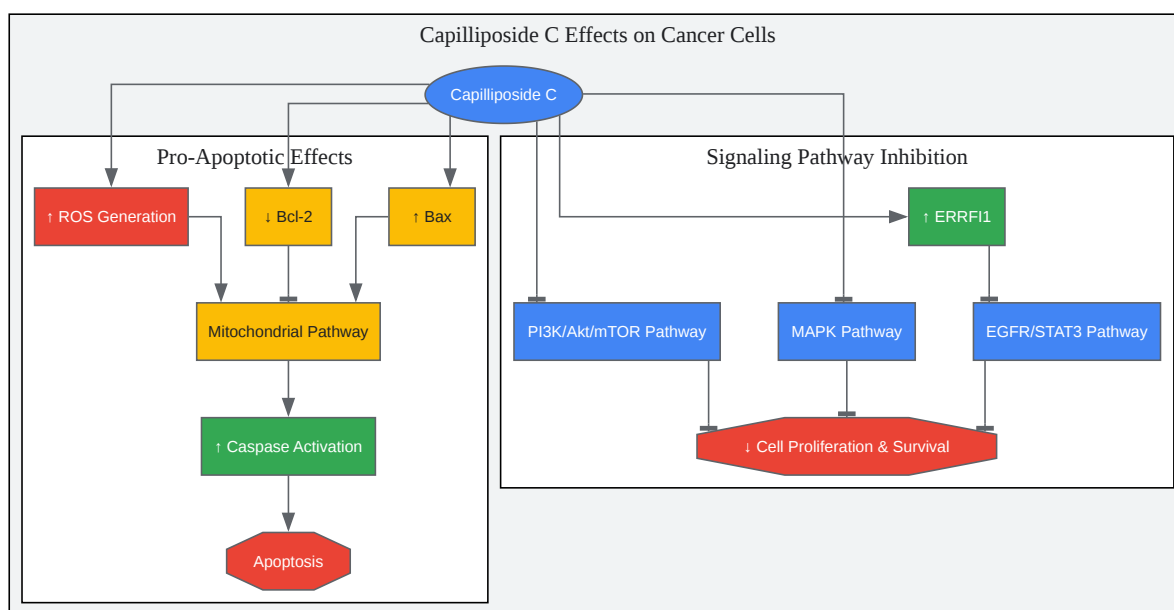 Capilliposide C Effects on Cancer Cells
Capilliposide C
Pro-Apoptotic Effects
Signaling Pathway Inhibition
↑ ROS Generation
↓ Bcl-2
↑ Bax
↑ ERRFI1
Mitochondrial Pathway
PI3K/Akt/mTOR Pathway
MAPK Pathway
EGFR/STAT3 Pathway
↑ Caspase Activation
↓ Cell Proliferation & Survival
Apoptosis